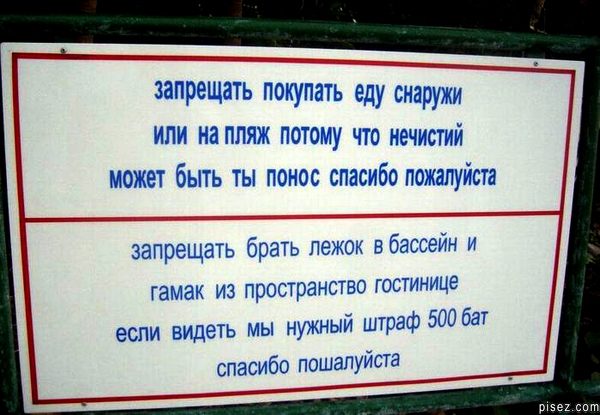 запрещать покупать еду снаружи
или на пляж потому что нечистий
может быть ты понос спасибо пожалуйста
запрещать брать лежок в бассейн и
гамак из пространство гостинице
если видеть мы нужный штраф 500 бат
спасибо пошалуйста
pisez.com